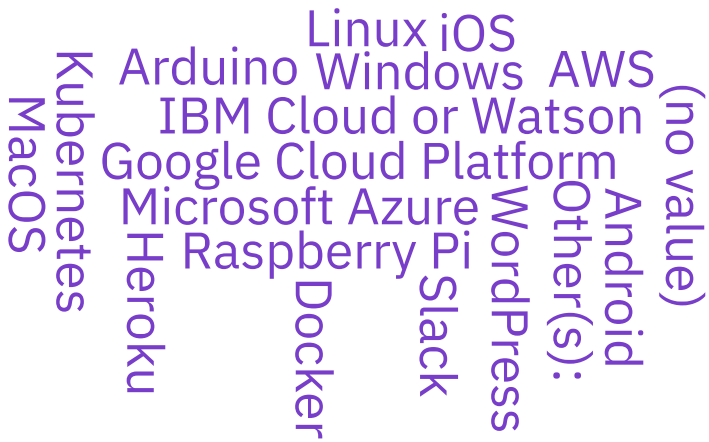 Linux
iOS
Arduino
Windows
AWS
IBM Cloud or Watson
Google Cloud Platform
Microsoft Azure
Raspberry Pi
MacOS
Kubernetes
Heroku
Docker
Slack
WordPress
Other(s):
Android
(no value)